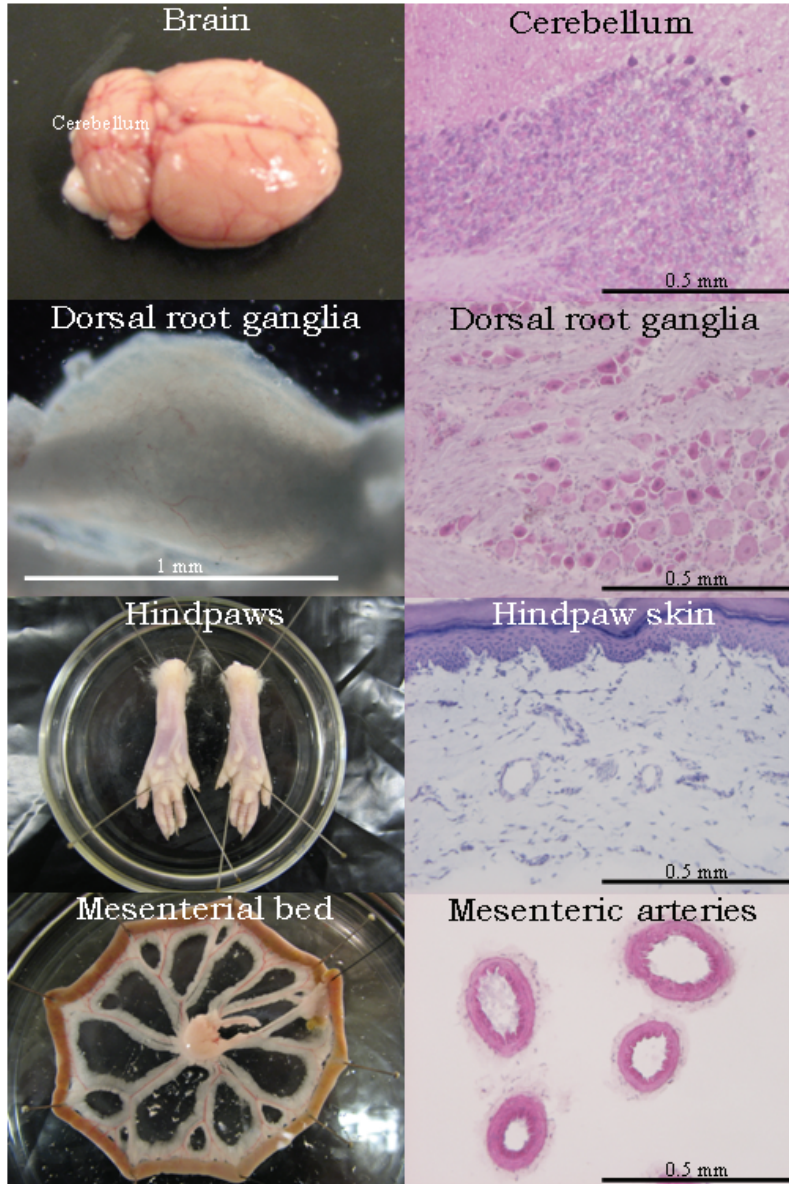 Brain
Cerebellum
Cerebellum
0.5 mm
Dorsal root ganglia
Dorsal root ganglia
1 mm
0.5 mm
Hindpaws
Hindpaw skin
0.5 mm
Mesenterial bed
Mesenteric arteries
0.5 mm